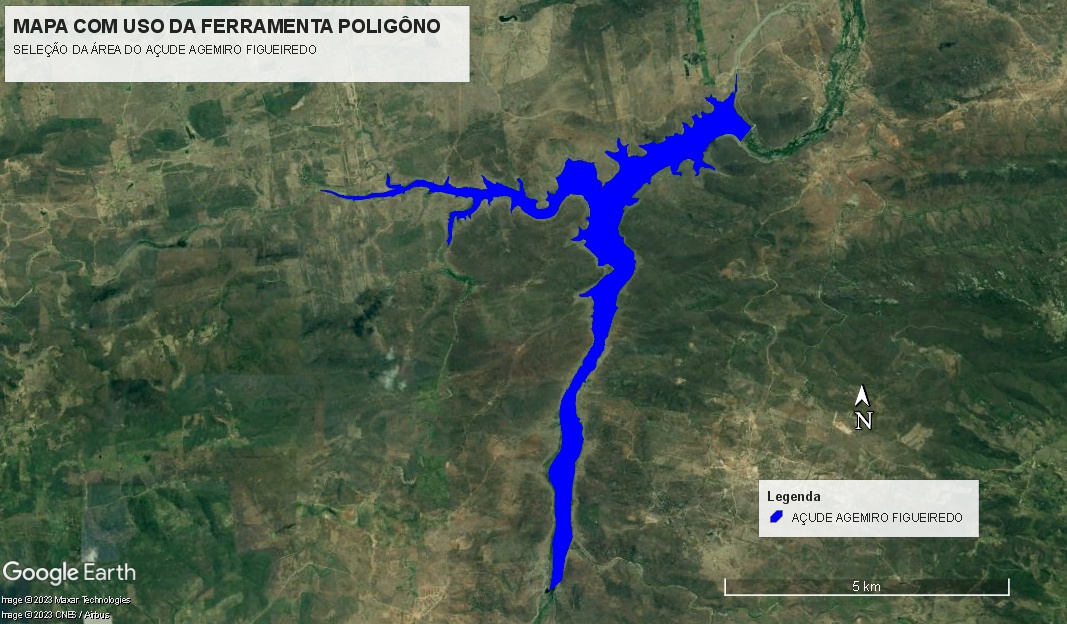 MAPA COM USO DA FERRAMENTA POLIGÔNO
SELEÇÃO DA ÁREA DO AÇUDE AGEMIRO FIGUEIREDO
N
Legenda
AÇUDE AGEMIRO FIGUEIREDO
5 km
Google Earth
Image © 2023 Maxar Technologies
Image © 2023 CNES / Airbus